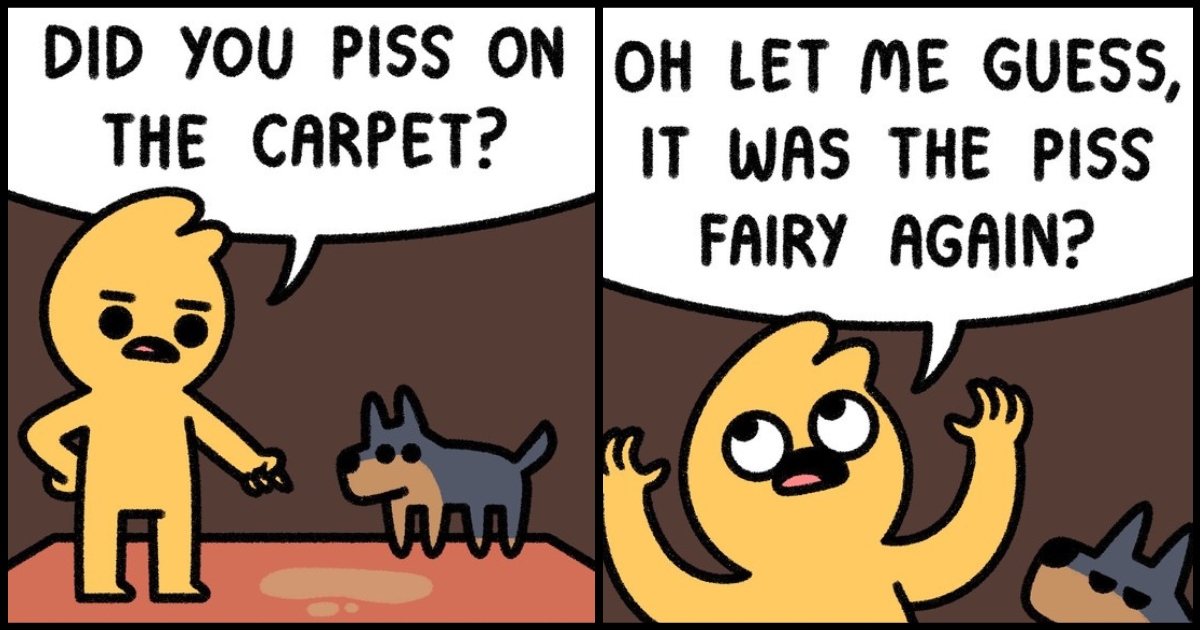 DID YOU PISS ON
THE CARPET?
OH LET ME GUESS,
IT WAS THE PISS
FAIRY AGAIN?